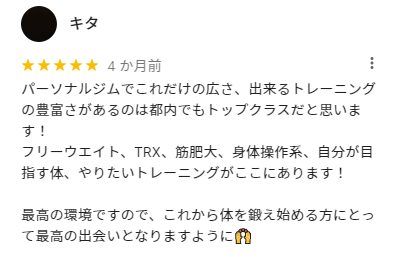 キタ
★★★★★ 4 か月前
パーソナルジムでこれだけの広さ、出来るトレーニング
の豊富さがあるのは都内でもトップクラスだと思いま
す！
フリーウエイト、TRX、筋肥大、身体操作系、自分が目
指す体、やりたいトレーニングがここにあります！

最高の環境ですので、これから体を鍛え始める方にとっ
て最高の出会いとなりますように🙌